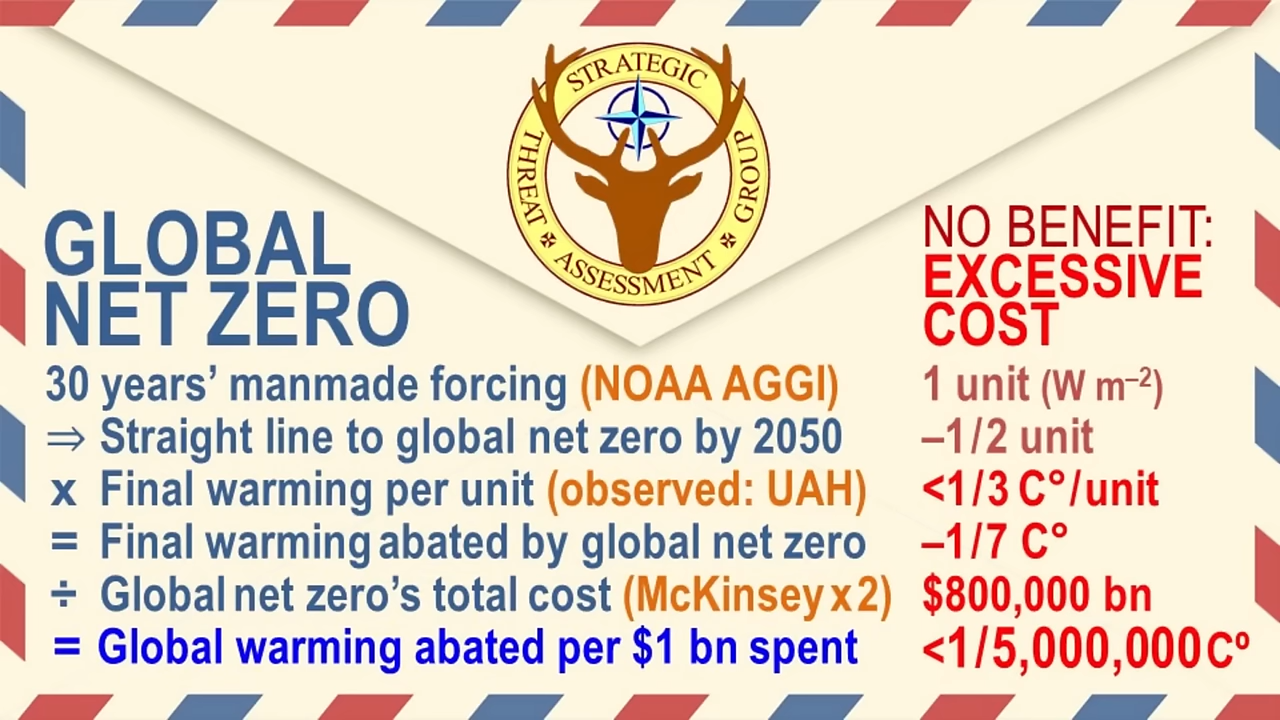 STRATEGIC
THREAT
GROUP
ASSESSMENT
GLOBAL
NET ZERO
NO BENEFIT:
EXCESSIVE
COST
30 years’ manmade forcing (NOAA AGGI) 1 unit (W m⁻²)
⇒ Straight line to global net zero by 2050 –1/2 unit
x Final warming per unit (observed: UAH) <1/3 C°/unit
= Final warming abated by global net zero –1/7 C°
÷ Global net zero’s total cost (McKinsey x 2) $800,000 bn
= Global warming abated per $1 bn spent <1/5,000,000 Cº